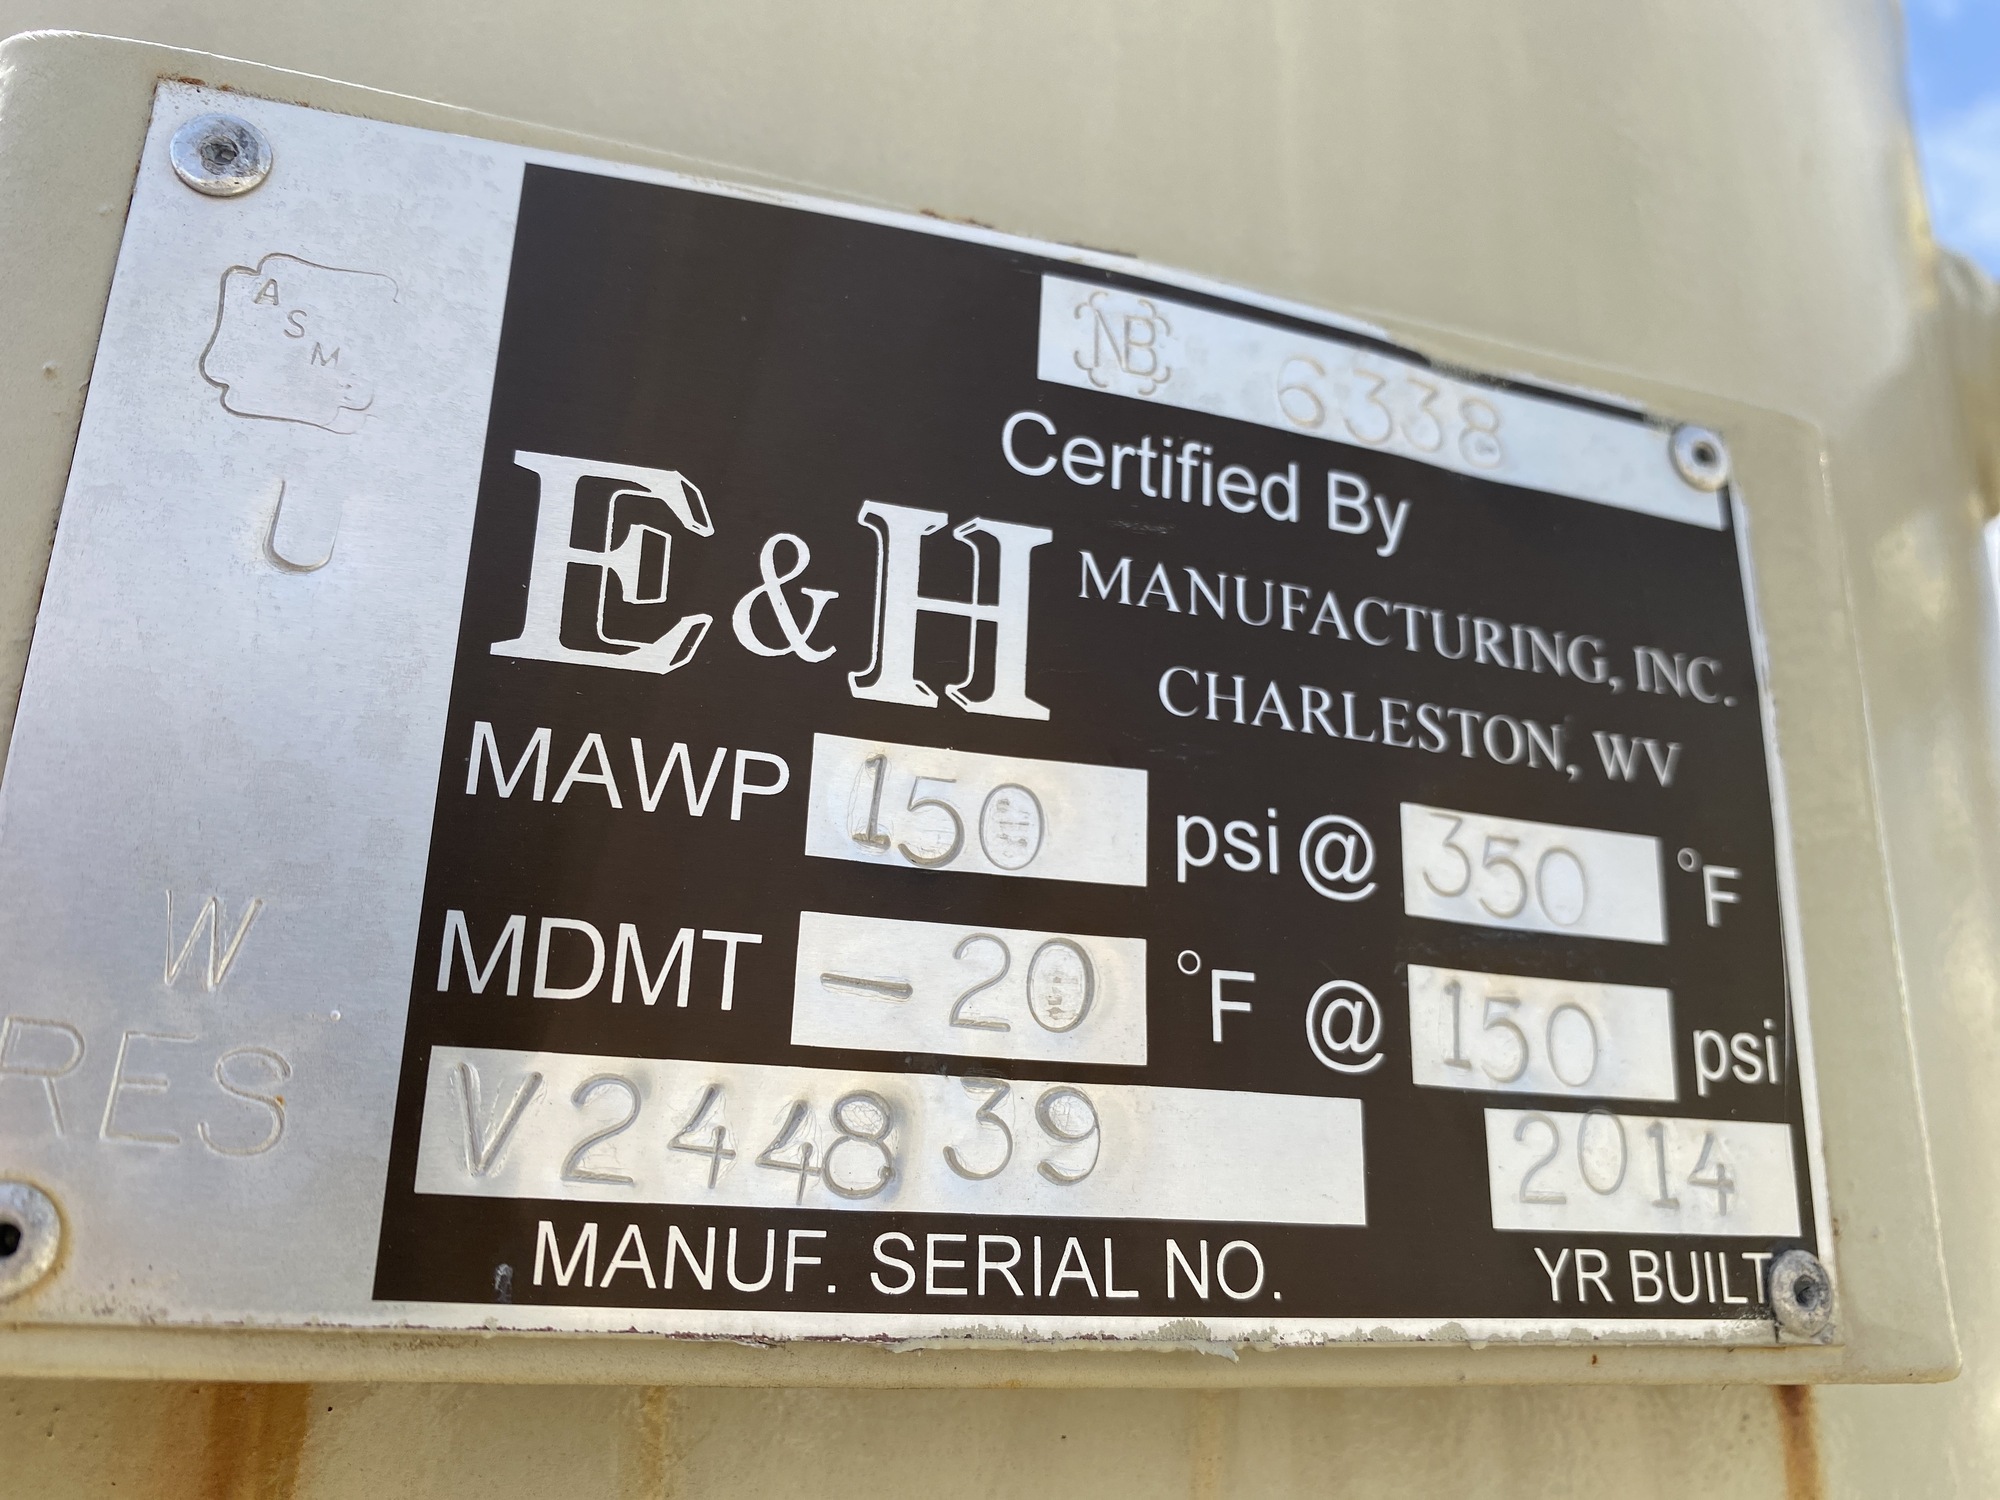 ASM
U
W
RES
NB 6338
Certified By
E&H MANUFACTURING, INC.
CHARLESTON, WV
MAWP 150 psi @ 350 °F
MDMT -20 °F @ 150 psi
V244839 2014
MANUF. SERIAL NO. YR BUILT